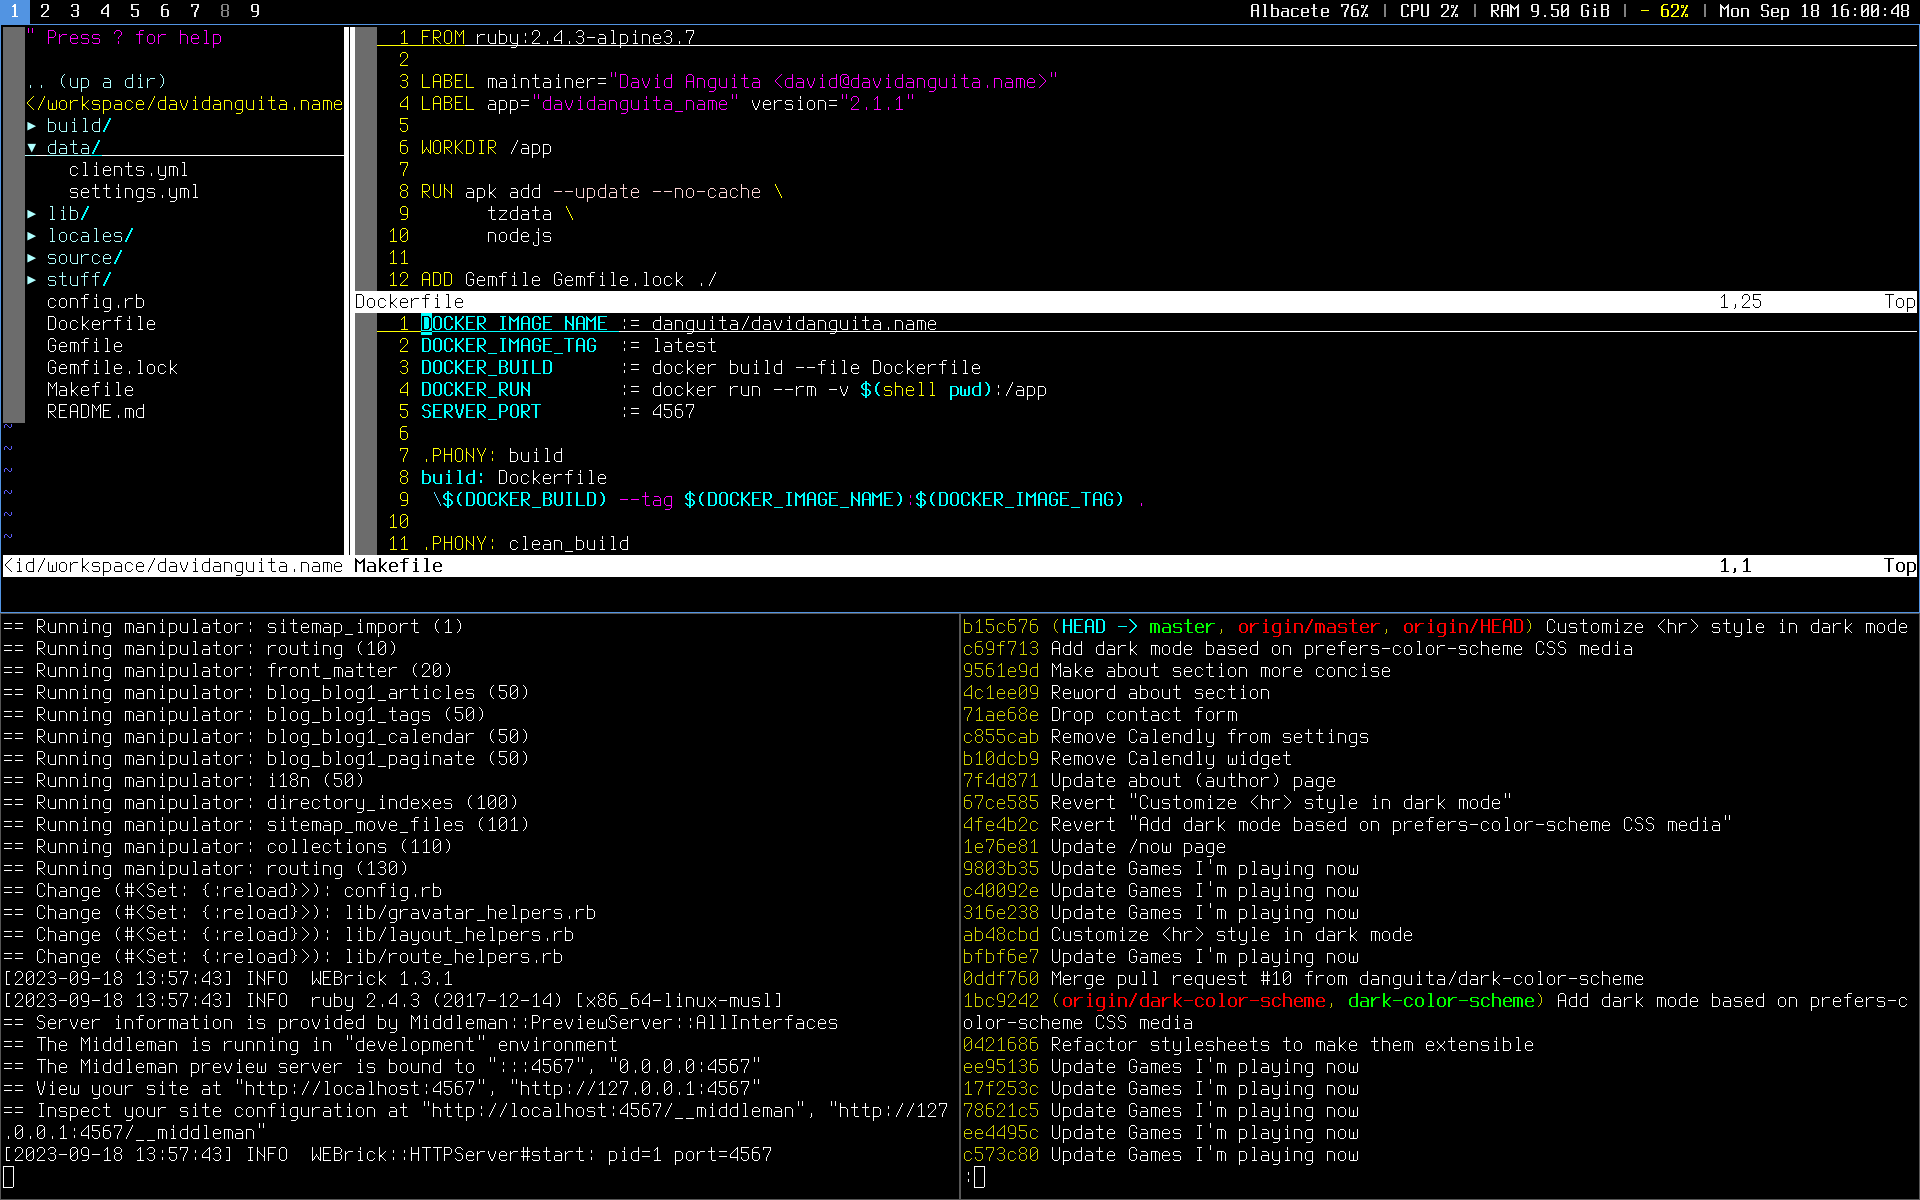 1 2 3 4 5 6 7 8 9
Albacete 76% | CPU 2% | RAM 9.50 GiB | - 62% | Mon Sep 18 16:00:48
" Press ? for help
.. (up a dir)
</workspace/davidanguita.name
▸ build/
▾ data/
clients.yml
settings.yml
▸ lib/
▸ locales/
▸ source/
▸ stuff/
config.rb
Dockerfile
Gemfile
Gemfile.lock
Makefile
README.md
~
~
~
~
~
~
<id/workspace/davidanguita.name
1 FROM ruby:2.4.3-alpine3.7
2
3 LABEL maintainer="David Anguita <david@davidanguita.name>"
4 LABEL app="davidanguita_name" version="2.1.1"
5
6 WORKDIR /app
7
8 RUN apk add --update --no-cache \
9 tzdata \
10 nodejs
11
12 ADD Gemfile Gemfile.lock ./
Dockerfile 1,25 Top
1 DOCKER_IMAGE_NAME := danguita/davidanguita.name
2 DOCKER_IMAGE_TAG := latest
3 DOCKER_BUILD := docker build --file Dockerfile
4 DOCKER_RUN := docker run --rm -v $(shell pwd):/app
5 SERVER_PORT := 4567
6
7 .PHONY: build
8 build: Dockerfile
9 \$(DOCKER_BUILD) --tag $(DOCKER_IMAGE_NAME):$(DOCKER_IMAGE_TAG) .
10
11 .PHONY: clean_build
Makefile 1,1 Top
== Running manipulator: sitemap_import (1)
== Running manipulator: routing (10)
== Running manipulator: front_matter (20)
== Running manipulator: blog_blog1_articles (50)
== Running manipulator: blog_blog1_tags (50)
== Running manipulator: blog_blog1_calendar (50)
== Running manipulator: blog_blog1_paginate (50)
== Running manipulator: i18n (50)
== Running manipulator: directory_indexes (100)
== Running manipulator: sitemap_move_files (101)
== Running manipulator: collections (110)
== Running manipulator: routing (130)
== Change (#<Set: {:reload}>): config.rb
== Change (#<Set: {:reload}>): lib/gravatar_helpers.rb
== Change (#<Set: {:reload}>): lib/layout_helpers.rb
== Change (#<Set: {:reload}>): lib/route_helpers.rb
[2023-09-18 13:57:43] INFO  WEBrick 1.3.1
[2023-09-18 13:57:43] INFO  ruby 2.4.3 (2017-12-14) [x86_64-linux-musl]
== Server information is provided by Middleman::PreviewServer::AllInterfaces
== The Middleman is running in "development" environment
== The Middleman preview server is bound to ":::4567", "0.0.0.0:4567"
== View your site at "http://localhost:4567", "http://127.0.0.1:4567"
== Inspect your site configuration at "http://localhost:4567/__middleman", "http://127
.0.0.1:4567/__middleman"
[2023-09-18 13:57:43] INFO  WEBrick::HTTPServer#start: pid=1 port=4567
b15c676 (HEAD -> master, origin/master, origin/HEAD) Customize <hr> style in dark mode
c69f713 Add dark mode based on prefers-color-scheme CSS media
9561e9d Make about section more concise
4c1ee09 Reword about section
71ae68e Drop contact form
c855cab Remove Calendly from settings
b10dcb9 Remove Calendly widget
7f4d871 Update about (author) page
67ce585 Revert "Customize <hr> style in dark mode"
4fe4b2c Revert "Add dark mode based on prefers-color-scheme CSS media"
1e76e81 Update /now page
9803b35 Update Games I'm playing now
c40092e Update Games I'm playing now
316e238 Update Games I'm playing now
ab48cbd Customize <hr> style in dark mode
bfbf6e7 Update Games I'm playing now
0ddf760 Merge pull request #10 from danguita/dark-color-scheme
1bc9242 (origin/dark-color-scheme, dark-color-scheme) Add dark mode based on prefers-c
olor-scheme CSS media
0421686 Refactor stylesheets to make them extensible
ee95136 Update Games I'm playing now
17f253c Update Games I'm playing now
78621c5 Update Games I'm playing now
ee4495c Update Games I'm playing now
c573c80 Update Games I'm playing now
: